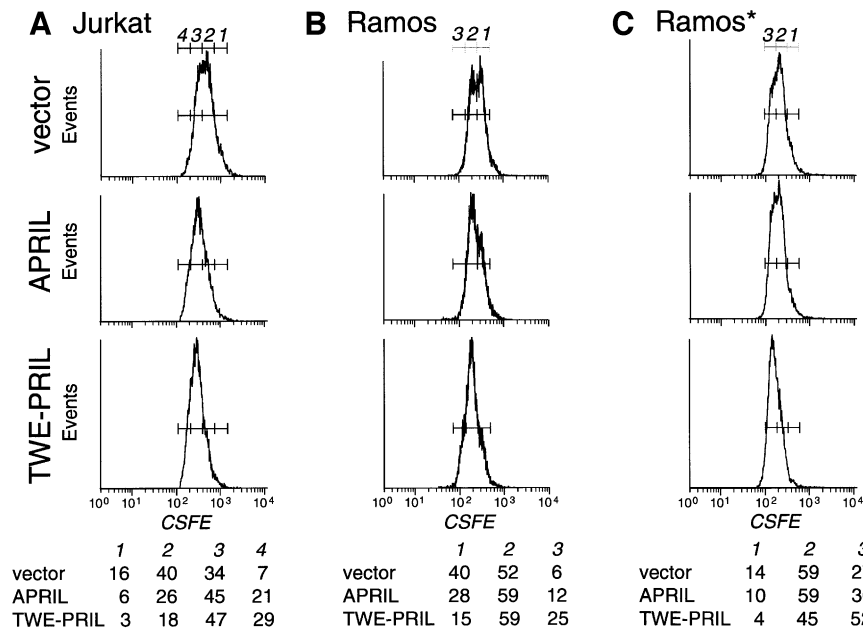 A Jurkat
B Ramos
C Ramos*
4 3 2 1
3 2 1
3 2 1
vector
Events
APRIL
Events
TWE-PRIL
Events
10⁰ 10¹ 10² 10³ 10⁴
10⁰ 10¹ 10² 10³ 10⁴
10⁰ 10¹ 10² 10³ 10⁴
CSFE
CSFE
CSFE
1 2 3 4
vector 16 40 34 7
APRIL 6 26 45 21
TWE-PRIL 3 18 47 29
1 2 3
vector 40 52 6
APRIL 28 59 12
TWE-PRIL 15 59 25
1 2
vector 14 59
APRIL 10 59
TWE-PRIL 4 45